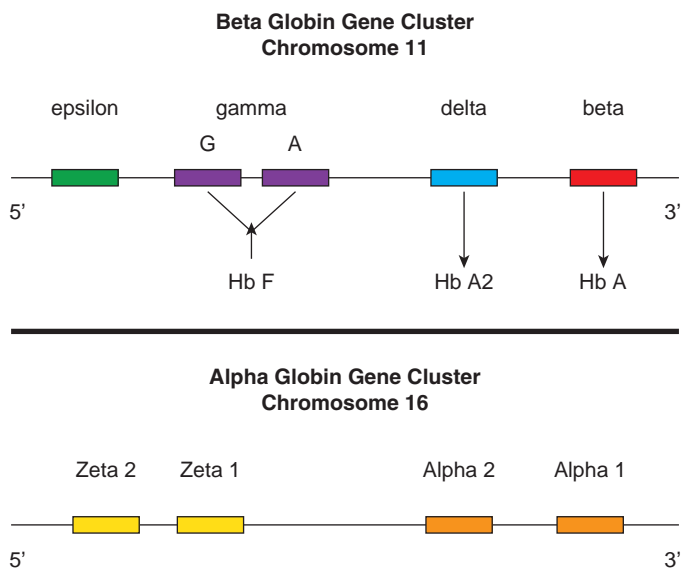 Beta Globin Gene Cluster
Chromosome 11
epsilon gamma delta beta
G A
5’ 3’
Hb F Hb A2 Hb A
Alpha Globin Gene Cluster
Chromosome 16
Zeta 2 Zeta 1 Alpha 2 Alpha 1
5’ 3’